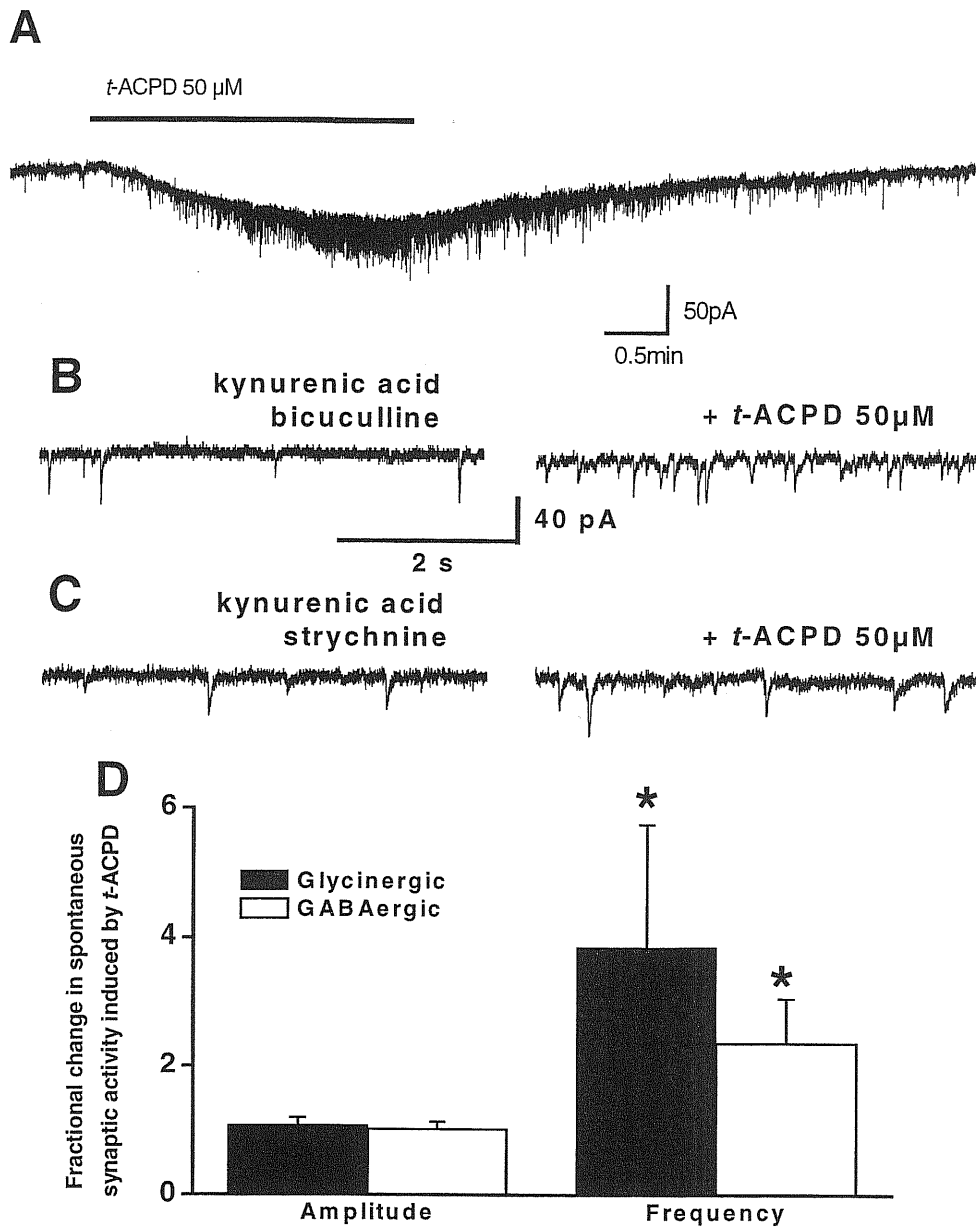 A
t-ACPD 50 µM
50pA
0.5min
B
kynurenic acid
bicuculline
+ t-ACPD 50µM
40 pA
2 s
C
kynurenic acid
strychnine
+ t-ACPD 50µM
D
Fractional change in spontaneous
synaptic activity induced by t-ACPD
6
4
2
0
*
*
Glycinergic
GABAergic
Amplitude
Frequency